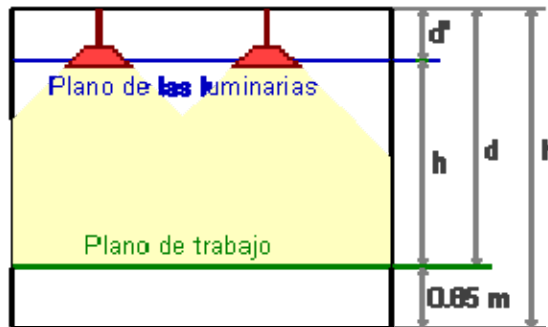 d'
Plano de las luminarias
h
d
h
Plano de trabajo
0.85 m